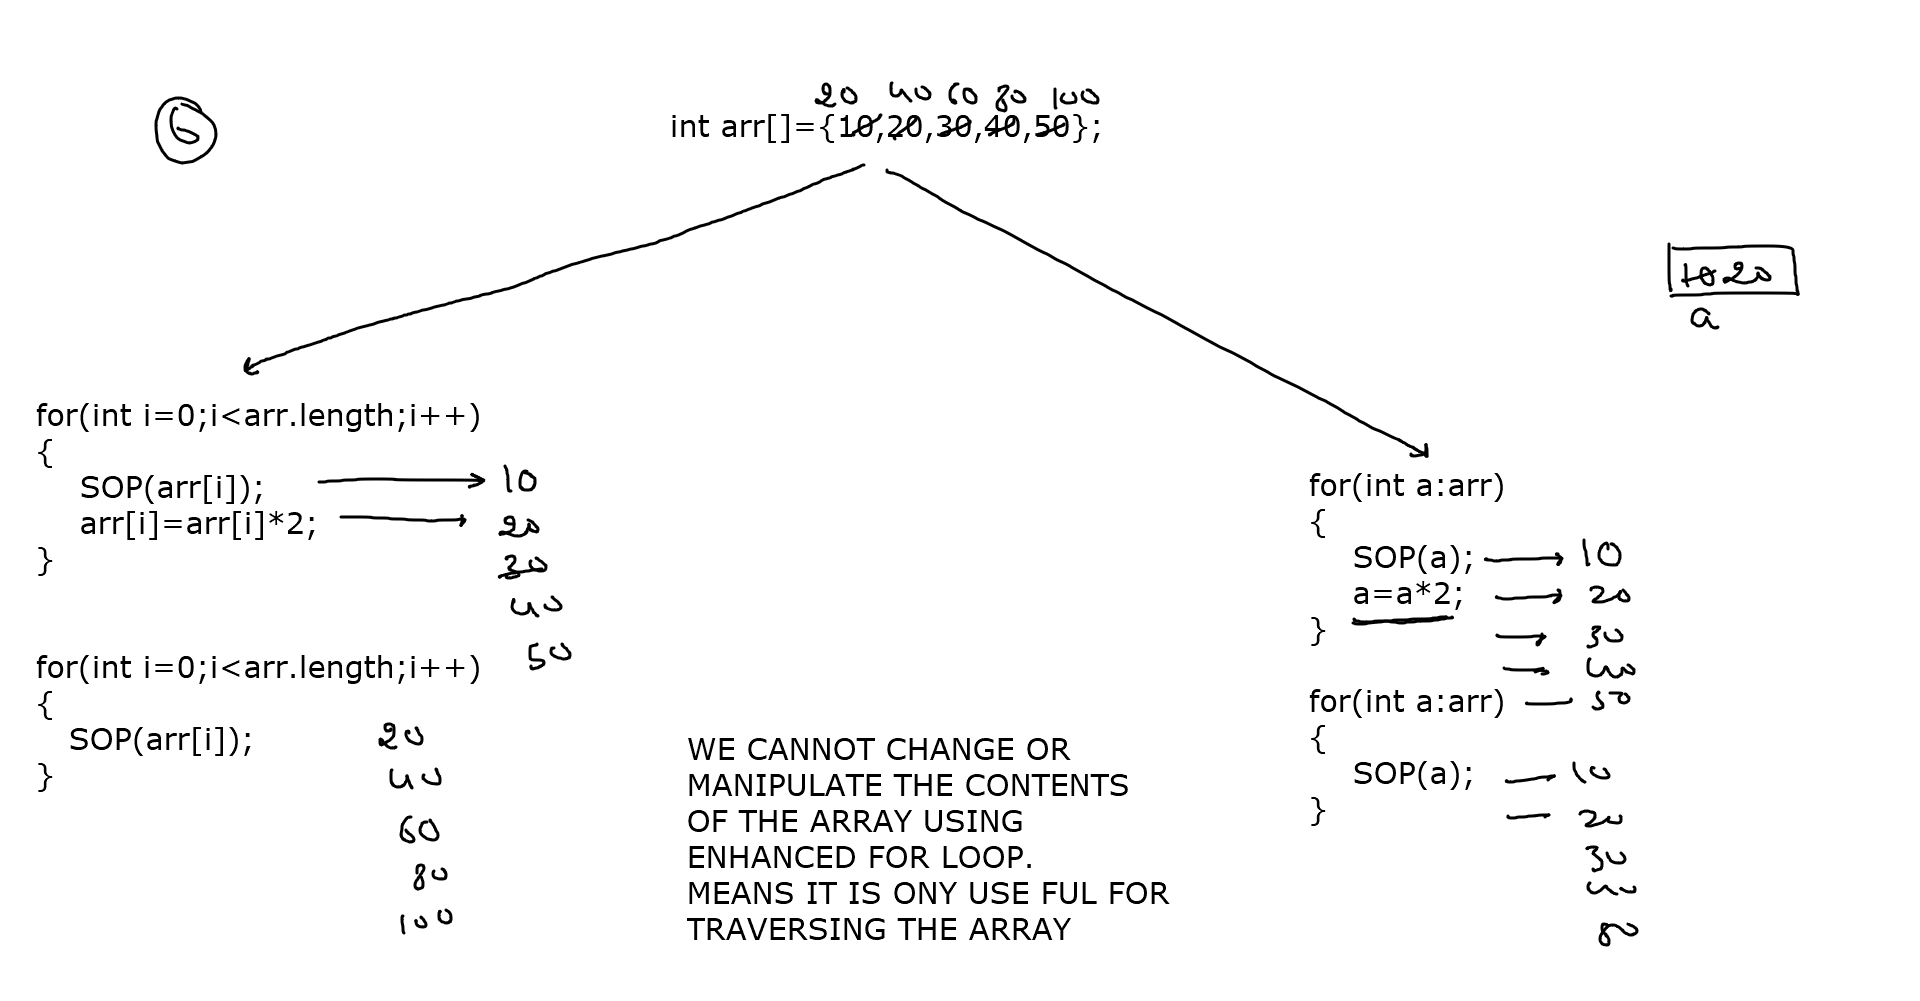 6
20 40 60 80 100
int arr[]={10,20,30,40,50};
10 20
a
for(int i=0;i<arr.length;i++)
{
SOP(arr[i]); 10
arr[i]=arr[i]*2; 20
} 30
40
50
for(int i=0;i<arr.length;i++)
{
SOP(arr[i]); 20
} 40
60
80
100
WE CANNOT CHANGE OR
MANIPULATE THE CONTENTS
OF THE ARRAY USING
ENHANCED FOR LOOP.
MEANS IT IS ONY USE FUL FOR
TRAVERSING THE ARRAY
for(int a:arr)
{
SOP(a); 10
a=a*2; 20
} 30
40
for(int a:arr) 50
{
SOP(a); 10
} 20
30